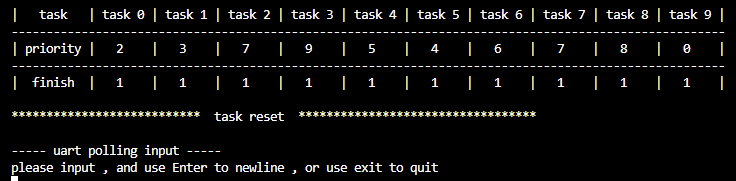 |   task   | task 0 | task 1 | task 2 | task 3 | task 4 | task 5 | task 6 | task 7 | task 8 | task 9 |
-------------------------------------------------------------------------------------------------------
| priority |   2    |   3    |   7    |   9    |   5    |   4    |   6    |   7    |   8    |   0    |
-------------------------------------------------------------------------------------------------------
|  finish  |   1    |   1    |   1    |   1    |   1    |   1    |   1    |   1    |   1    |   1    |
***************************  task reset  **********************************
----- uart polling input -----
please input , and use Enter to newline , or use exit to quit